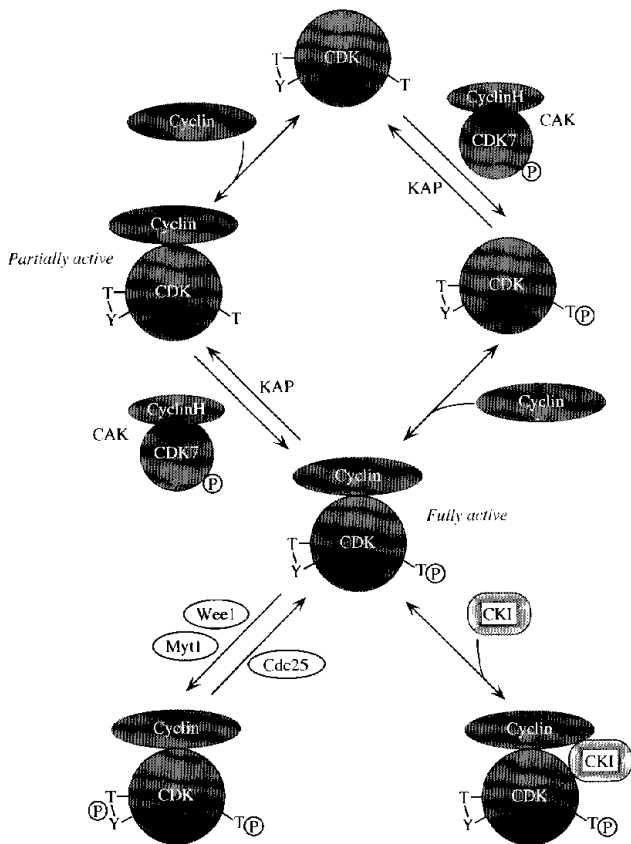 CDK
T
Y
T
Cyclin
CyclinH
CAK
CDK7
P
KAP
Cyclin
Partially active
CDK
T
Y
T
CDK
T
Y
T P
KAP
CyclinH
CAK
CDK7
P
Cyclin
Cyclin
Fully active
CDK
T
Y
T P
Wee1
Myt1
Cdc25
CKI
Cyclin
CDK
P T
Y
T P
Cyclin
CKI
CDK
T
Y
T P